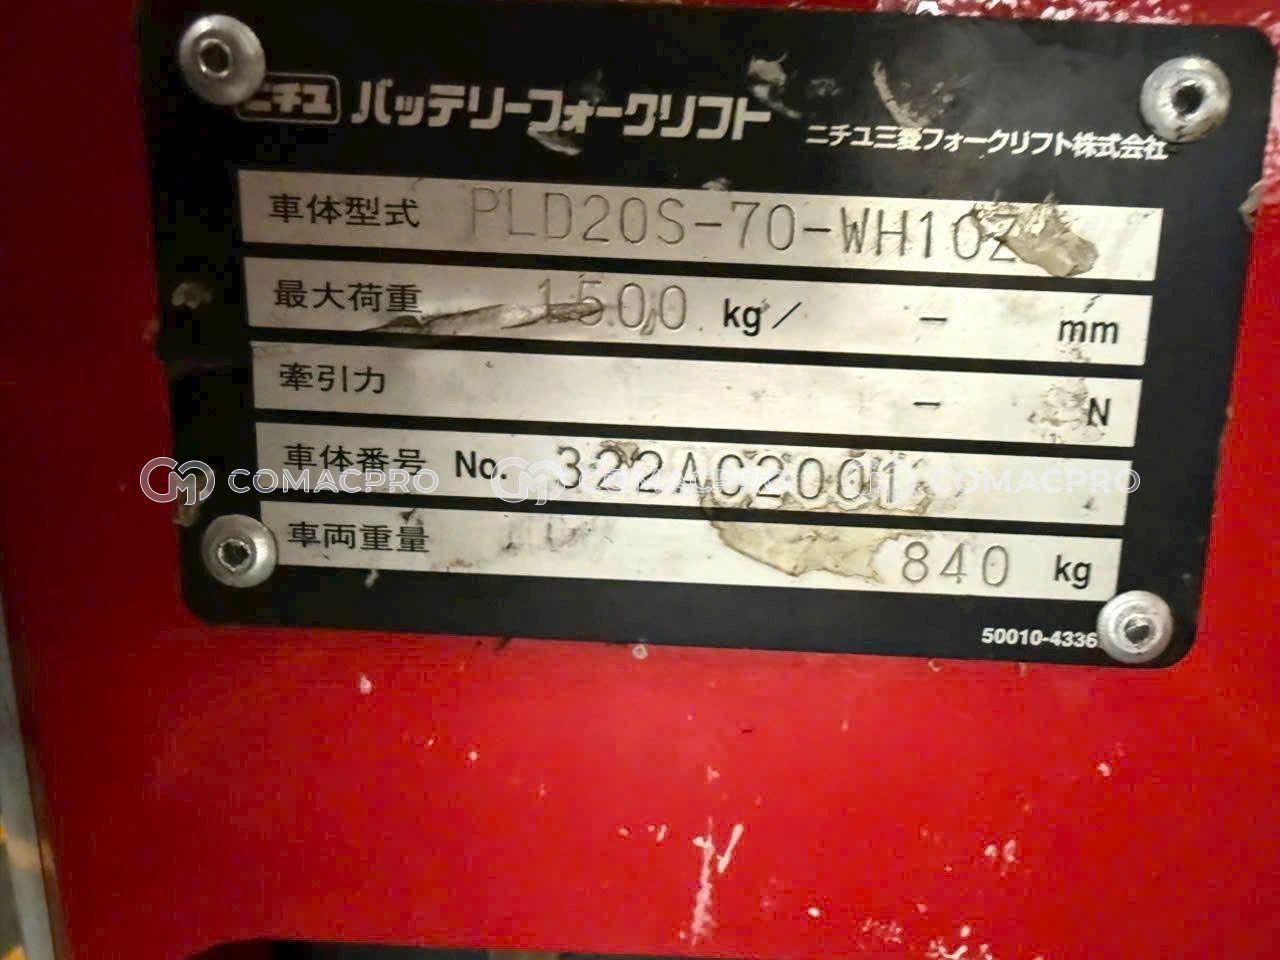 ニチユ バッテリーフォークリフト ニチユ三菱フォークリフト株式会社
車体型式 PLD20S-70-WH10Z
最大荷重 1500 kg/ - mm
牽引力 - N
車体番号 No. 322AC2001
COMACPRO COMACPRO COMACPRO
車両重量 840 kg
50010-4336